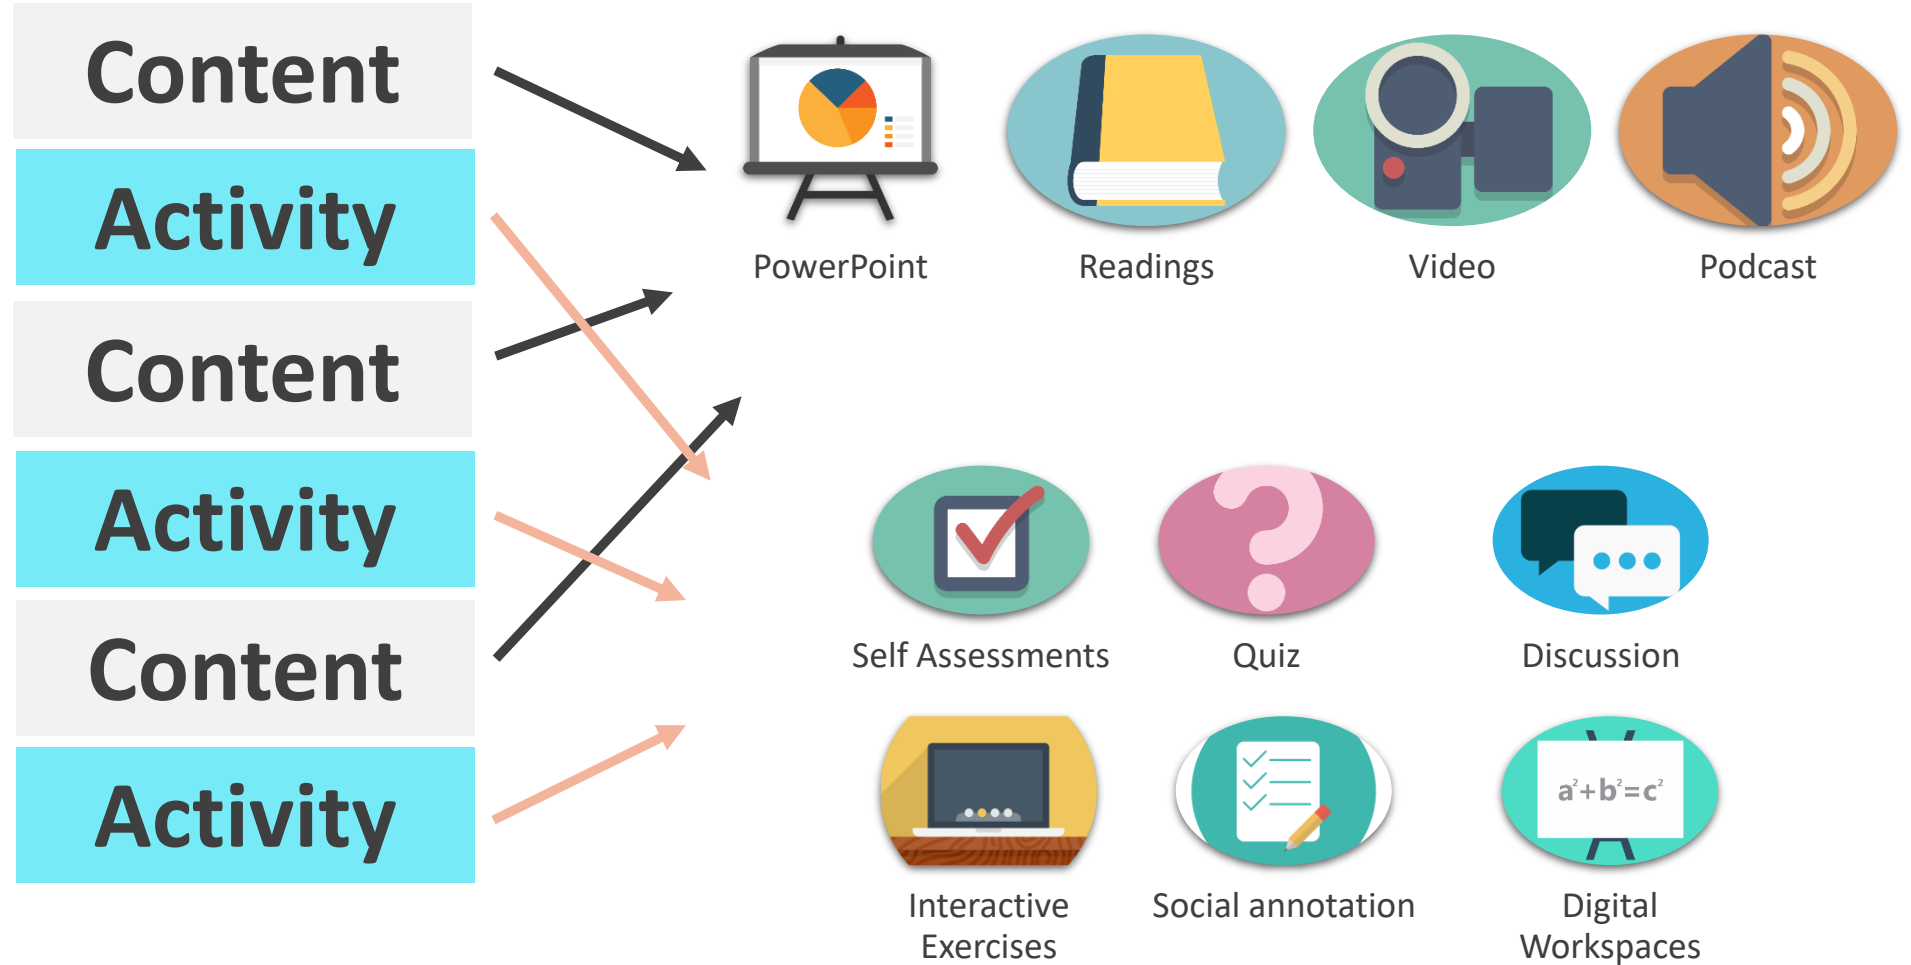 Content
Activity
Content
Activity
Content
Activity
PowerPoint
Readings
Video
Podcast
Self Assessments
Quiz
Discussion
a²+b²=c²
Interactive
Exercises
Social annotation
Digital
Workspaces